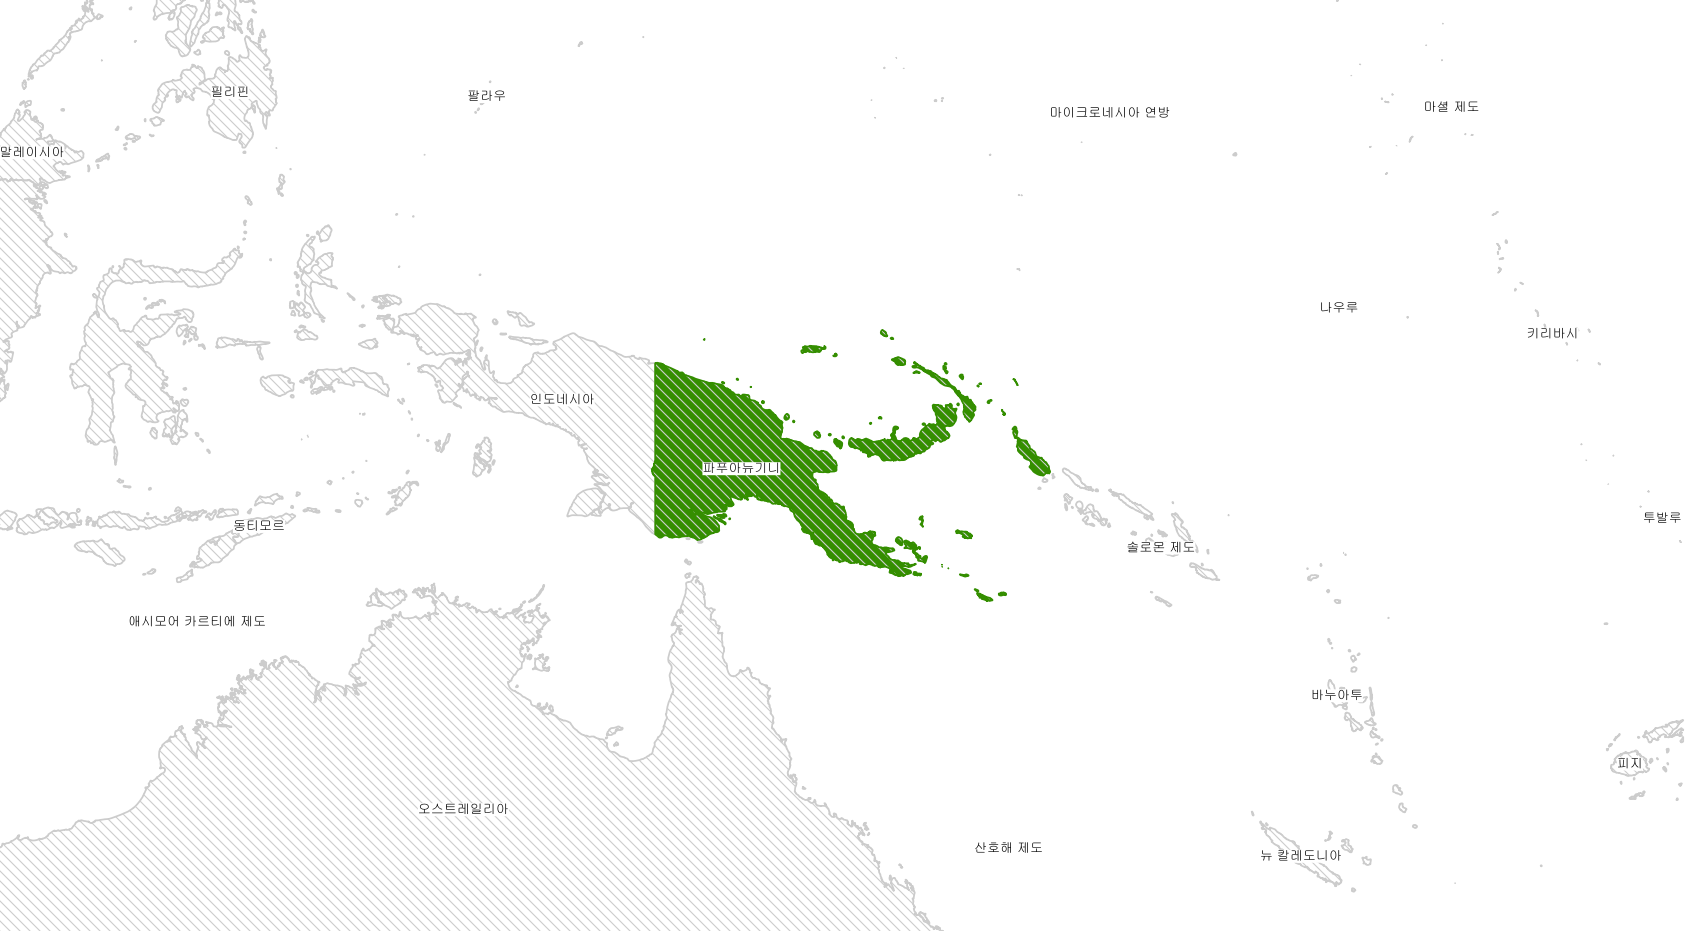 필리핀
팔라우
마이크로네시아 연방
마셜 제도
말레이시아
나우루
키리바시
인도네시아
파푸아뉴기니
투발루
동티모르
솔로몬 제도
애시모어 카르티에 제도
바누아투
피지
오스트레일리아
산호해 제도
뉴 칼레도니아